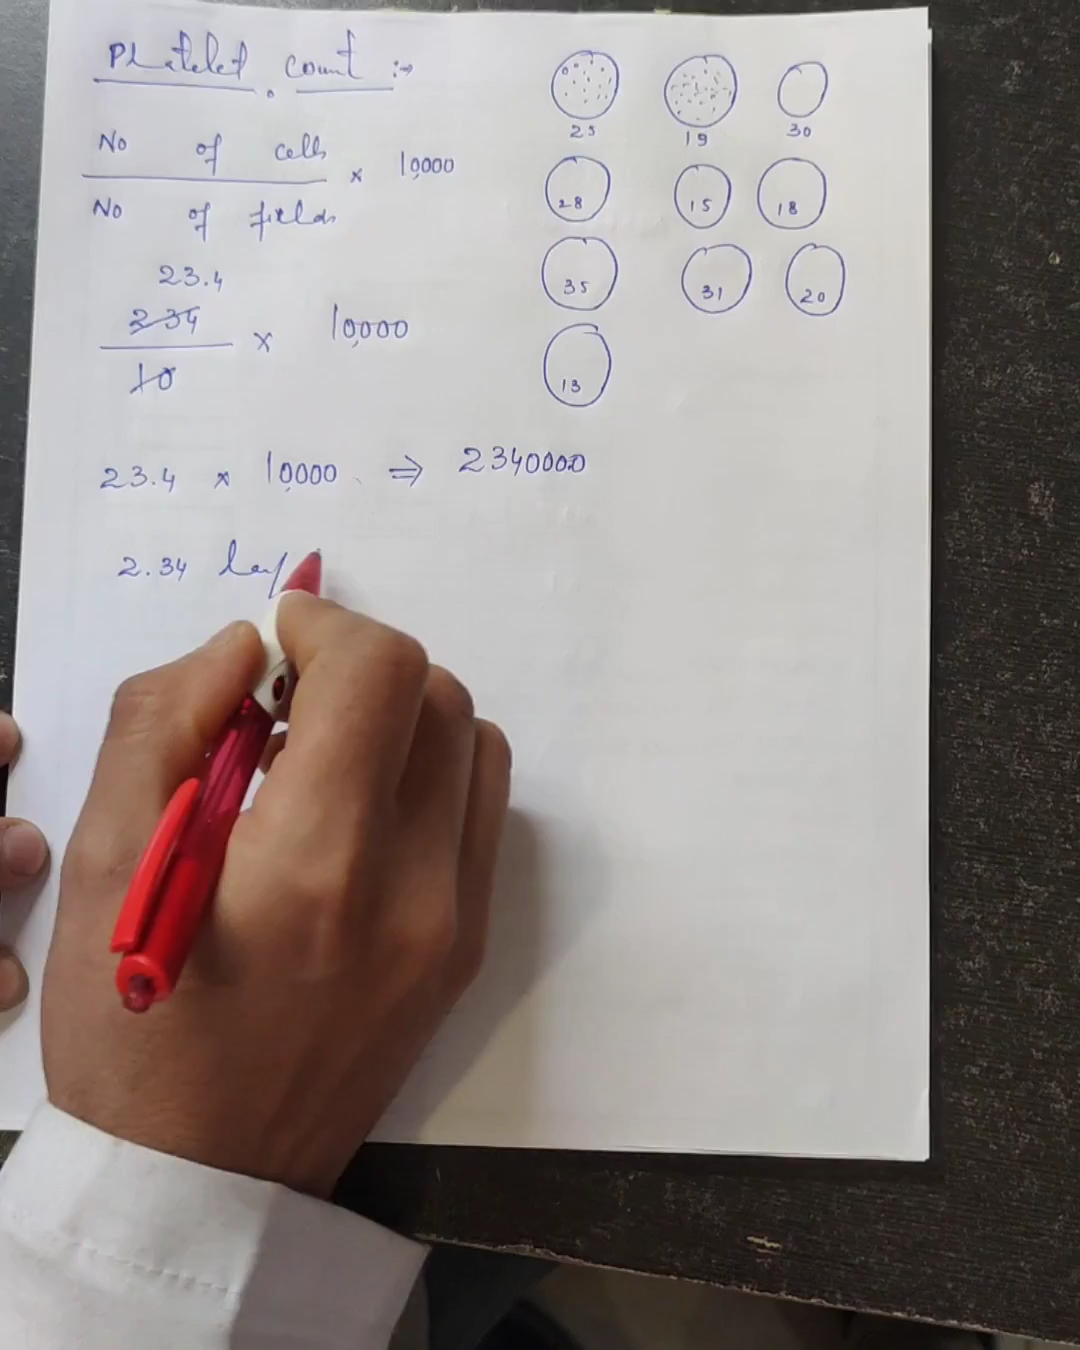 Platelet count :→
No of cells
× 10,000
No of fields
23.4
234
× 10,000
10
23.4 × 10,000 ⇒ 2340000
2.34
25 19 30
28 15 18
35 31 20
13